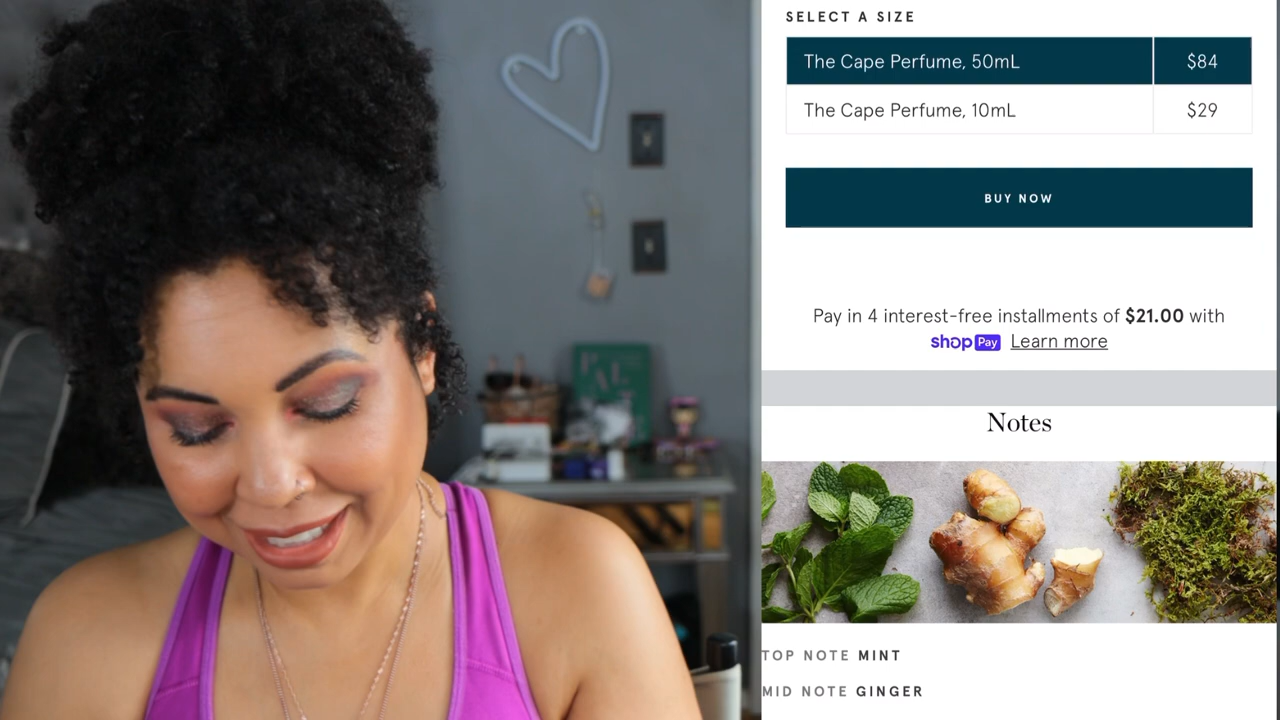 SELECT A SIZE
The Cape Perfume, 50mL $84
The Cape Perfume, 10mL $29
BUY NOW
Pay in 4 interest-free installments of $21.00 with
shop Pay Learn more
Notes
TOP NOTE MINT
MID NOTE GINGER